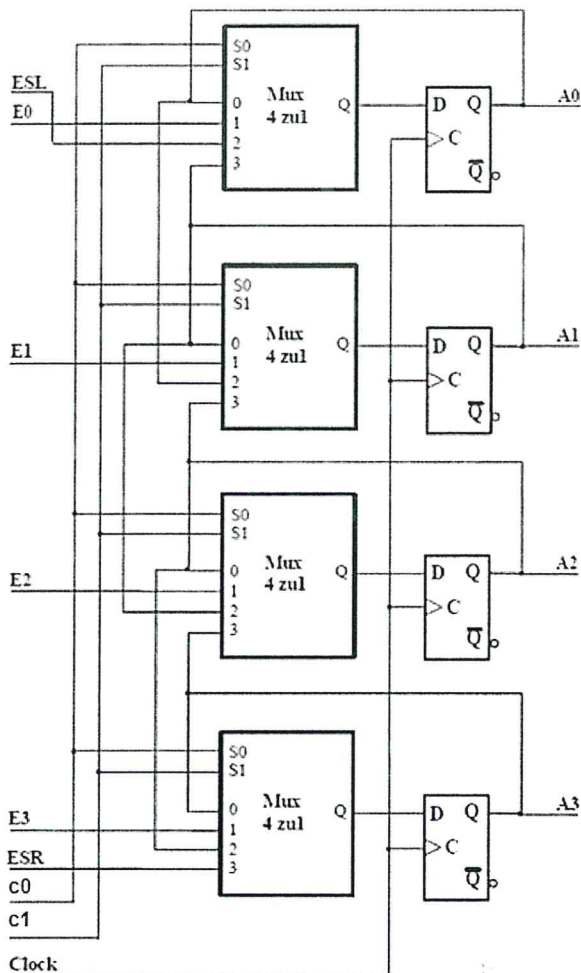 ESL
E0
S0
S1
0
1
2
3
Mux
4 zu1
Q
D Q
C
Q
A0
E1
S0
S1
0
1
2
3
Mux
4 zu1
Q
D Q
C
Q
A1
E2
S0
S1
0
1
2
3
Mux
4 zu1
Q
D Q
C
Q
A2
E3
ESR
c0
c1
Clock
S0
S1
0
1
2
3
Mux
4 zu1
Q
D Q
C
Q
A3